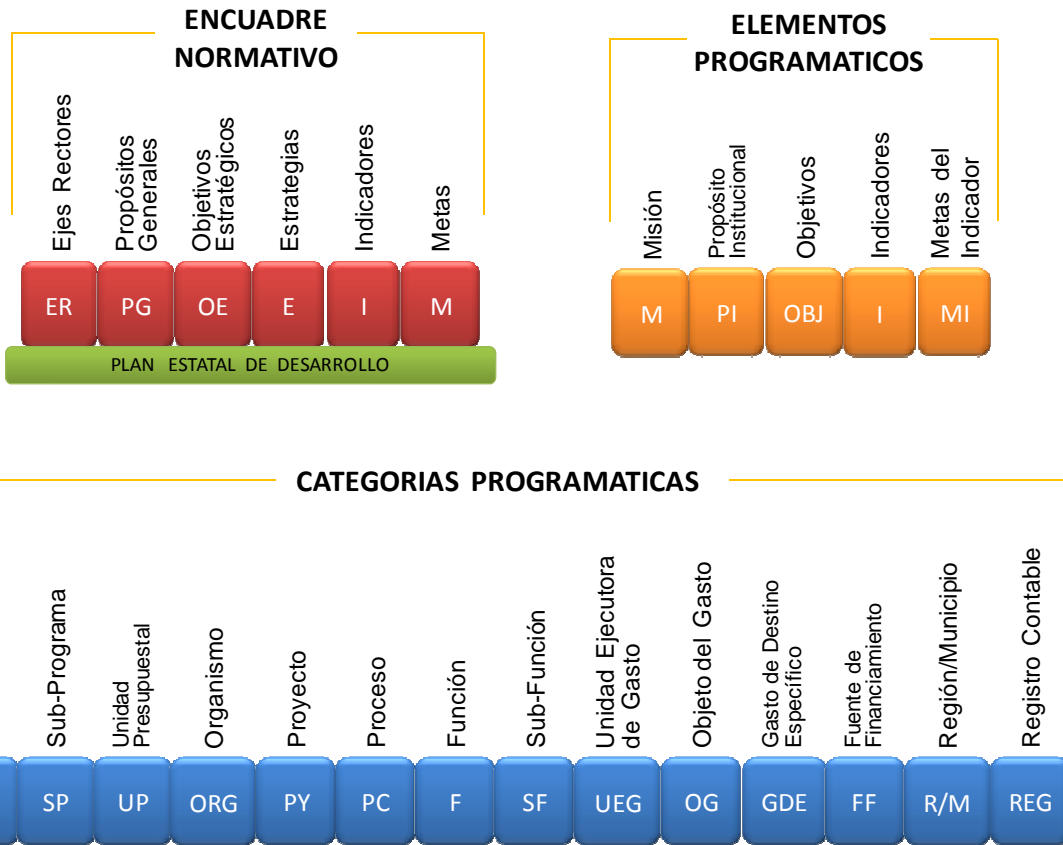 ENCUADRE
NORMATIVO
Ejes Rectores
Propósitos
Generales
Objetivos
Estratégicos
Estrategias
Indicadores
Metas
ER
PG
OE
E
I
M
PLAN ESTATAL DE DESARROLLO
ELEMENTOS
PROGRAMATICOS
Misión
Propósito
Institucional
Objetivos
Indicadores
Metas del
Indicador
M
PI
OBJ
I
MI
CATEGORIAS PROGRAMATICAS
Sub-Programa
Unidad
Presupuestal
Organismo
Proyecto
Proceso
Función
Sub-Función
Unidad Ejecutora
de Gasto
Objeto del Gasto
Gasto de Destino
Específico
Fuente de
Financiamiento
Región/Municipio
Registro Contable
SP
UP
ORG
PY
PC
F
SF
UEG
OG
GDE
FF
R/M
REG